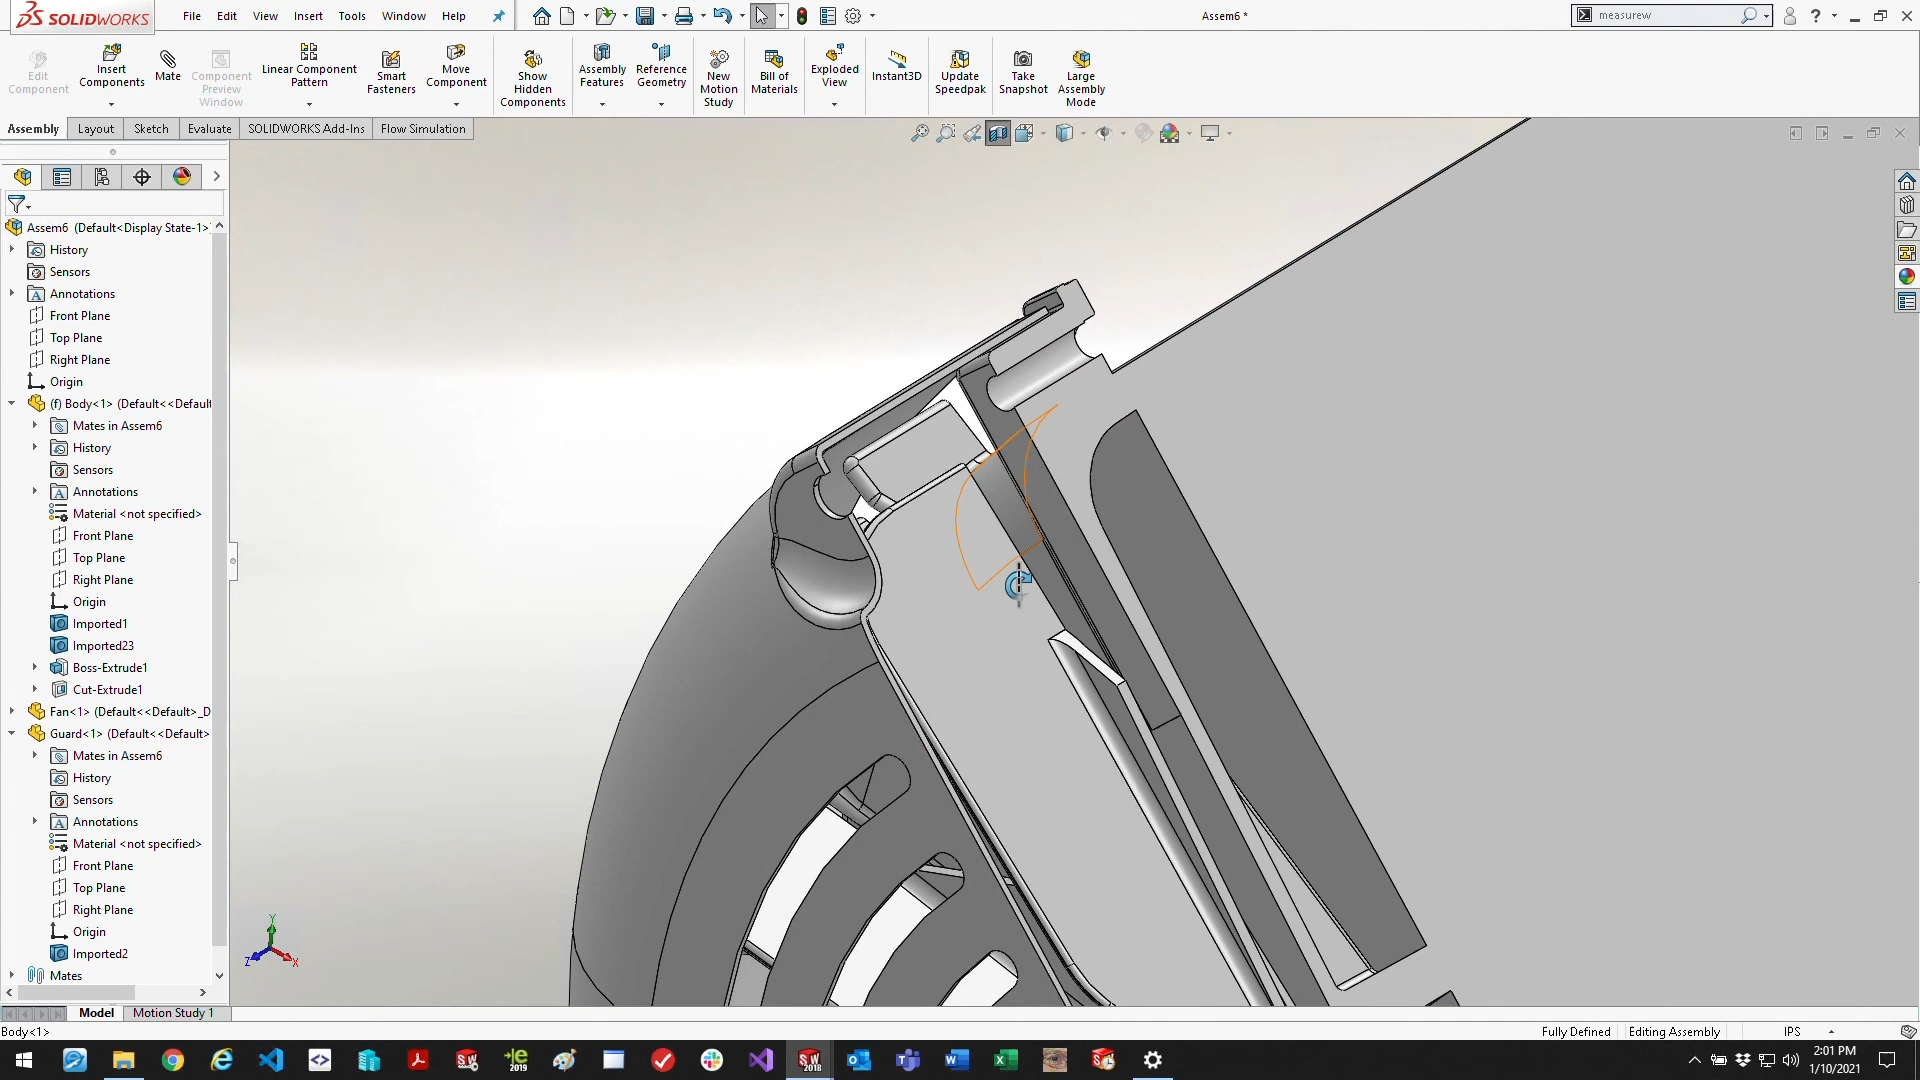 SOLIDWORKS
File Edit View Insert Tools Window Help
Assem6 *
measurew
Edit Component
Insert Components
Mate
Component Preview Window
Linear Component Pattern
Smart Fasteners
Move Component
Show Hidden Components
Assembly Features
Reference Geometry
New Motion Study
Bill of Materials
Exploded View
Instant3D
Update Speedpak
Take Snapshot
Large Assembly Mode
Assembly Layout Sketch Evaluate SOLIDWORKS Add-Ins Flow Simulation
Assem6 (Default<Display State-1>
History
Sensors
Annotations
Front Plane
Top Plane
Right Plane
Origin
(f) Body<1> (Default<<Default
Mates in Assem6
History
Sensors
Annotations
Material <not specified>
Front Plane
Top Plane
Right Plane
Origin
Imported1
Imported23
Boss-Extrude1
Cut-Extrude1
Fan<1> (Default<<Default>_D
Guard<1> (Default<<Default>
Mates in Assem6
History
Sensors
Annotations
Material <not specified>
Front Plane
Top Plane
Right Plane
Origin
Imported2
Mates
Y
Z
X
Model Motion Study 1
Body<1>
Fully Defined Editing Assembly IPS
2:01 PM
1/10/2021